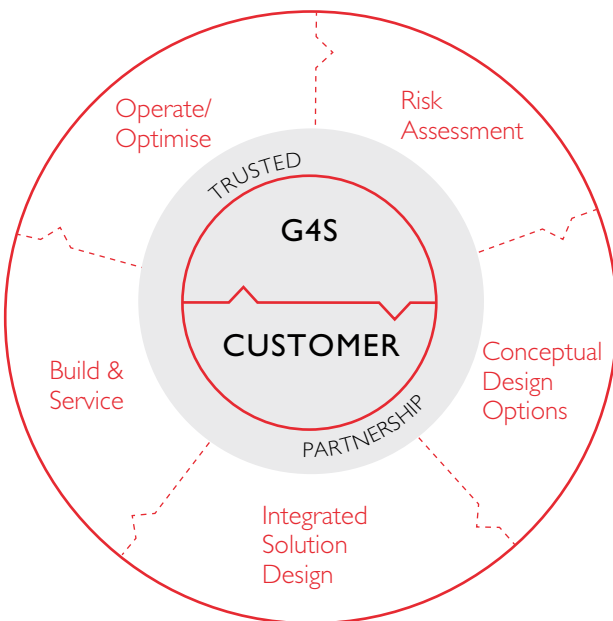 Operate/
Optimise
Risk
Assessment
TRUSTED
G4S
CUSTOMER
PARTNERSHIP
Build &
Service
Conceptual
Design
Options
Integrated
Solution
Design